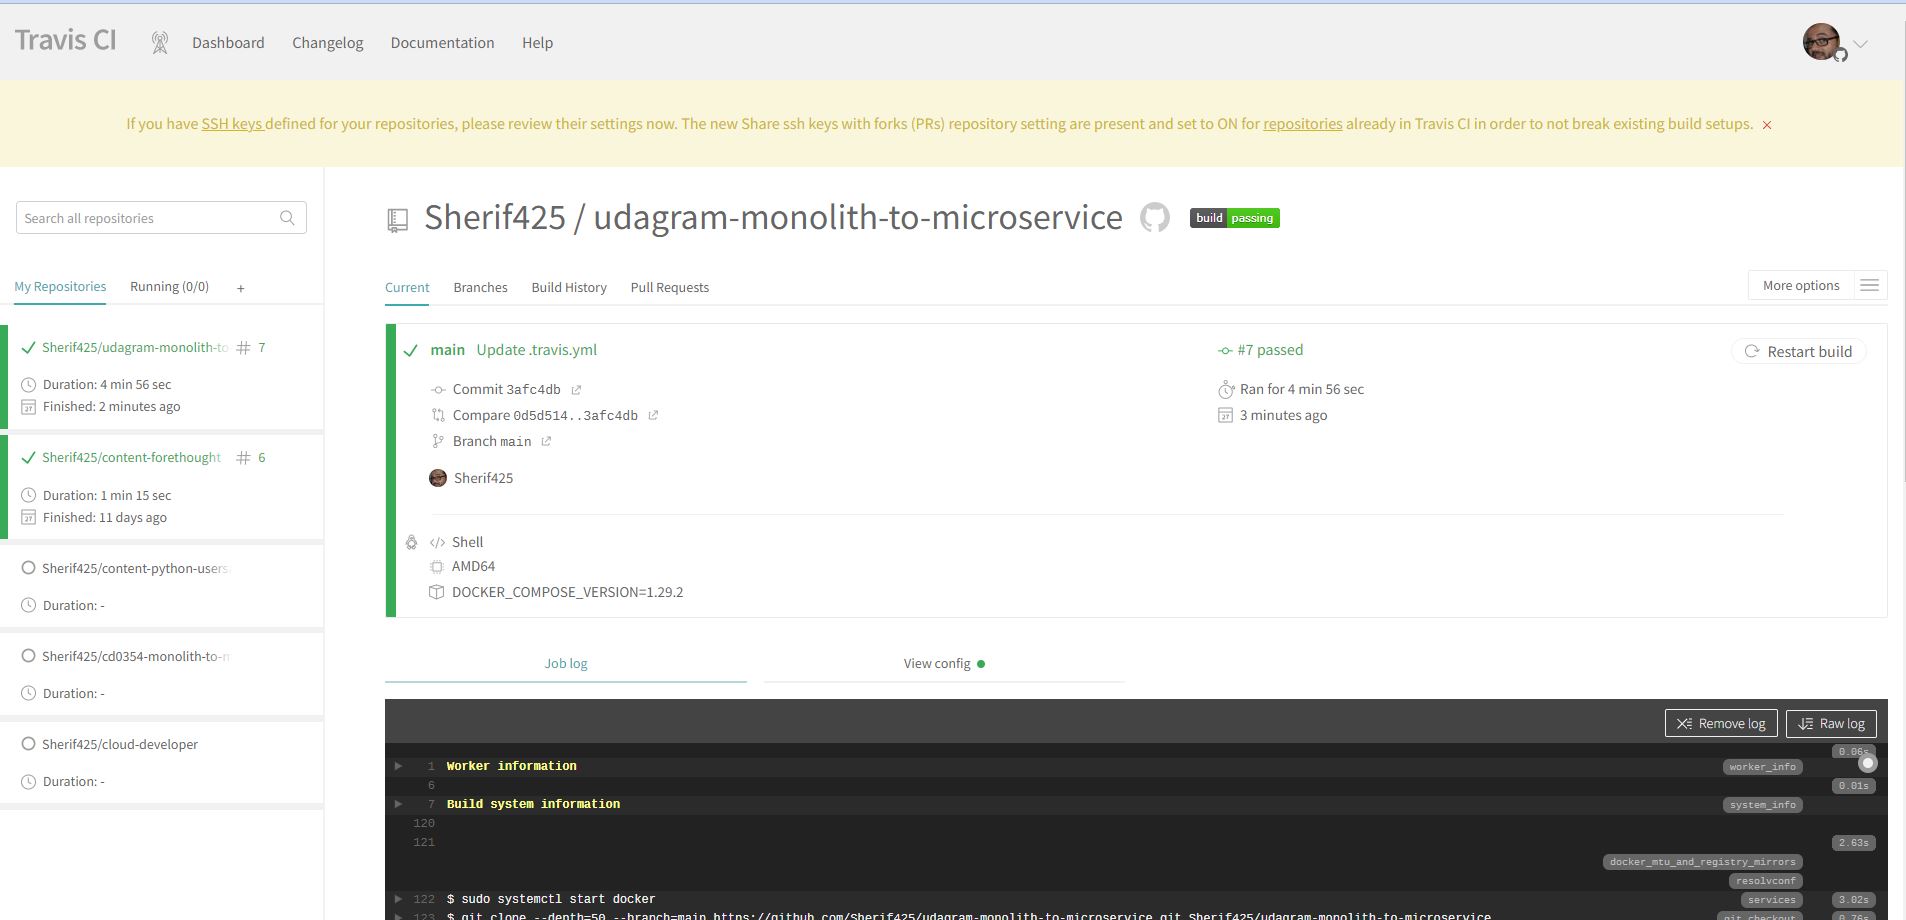 Travis CI
Dashboard
Changelog
Documentation
Help
If you have SSH keys defined for your repositories, please review their settings now. The new Share ssh keys with forks (PRs) repository setting are present and set to ON for repositories already in Travis CI in order to not break existing build setups. ×
Search all repositories
My Repositories
Running (0/0)
+
Sherif425/udagram-monolith-to
# 7
Duration: 4 min 56 sec
27 Finished: 2 minutes ago
Sherif425/content-forethought
# 6
Duration: 1 min 15 sec
27 Finished: 11 days ago
Sherif425/content-python-users
Duration: -
Sherif425/cd0354-monolith-to-m
Duration: -
Sherif425/cloud-developer
Duration: -
Sherif425 / udagram-monolith-to-microservice
build passing
Current
Branches
Build History
Pull Requests
More options
main Update .travis.yml
Commit 3afc4db
Compare 0d5d514..3afc4db
Branch main
Sherif425
#7 passed
Ran for 4 min 56 sec
27 3 minutes ago
Restart build
</> Shell
AMD64
DOCKER_COMPOSE_VERSION=1.29.2
Job log
View config
Remove log
Raw log
0.06s
1 Worker information worker_info
6 0.01s
7 Build system information system_info
120
121 2.63s
docker_mtu_and_registry_mirrors
resolvconf
122 $ sudo systemctl start docker services 3.02s
123 $ git clone --depth=50 --branch=main https://github.com/Sherif425/udagram-monolith-to-microservice.git Sherif425/udagram-monolith-to-microservice git_checkout 0.76s